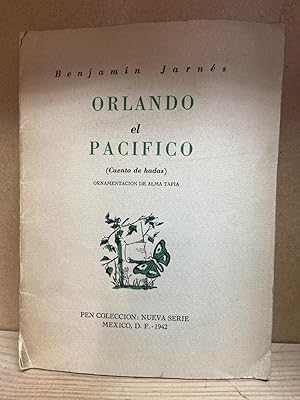 Benjamín Jarnés
ORLANDO
el
PACIFICO
(Cuento de hadas)
ORNAMENTACION DE ALMA TAPIA
PEN COLECCION: NUEVA SERIE
MEXICO, D. F. - 1942